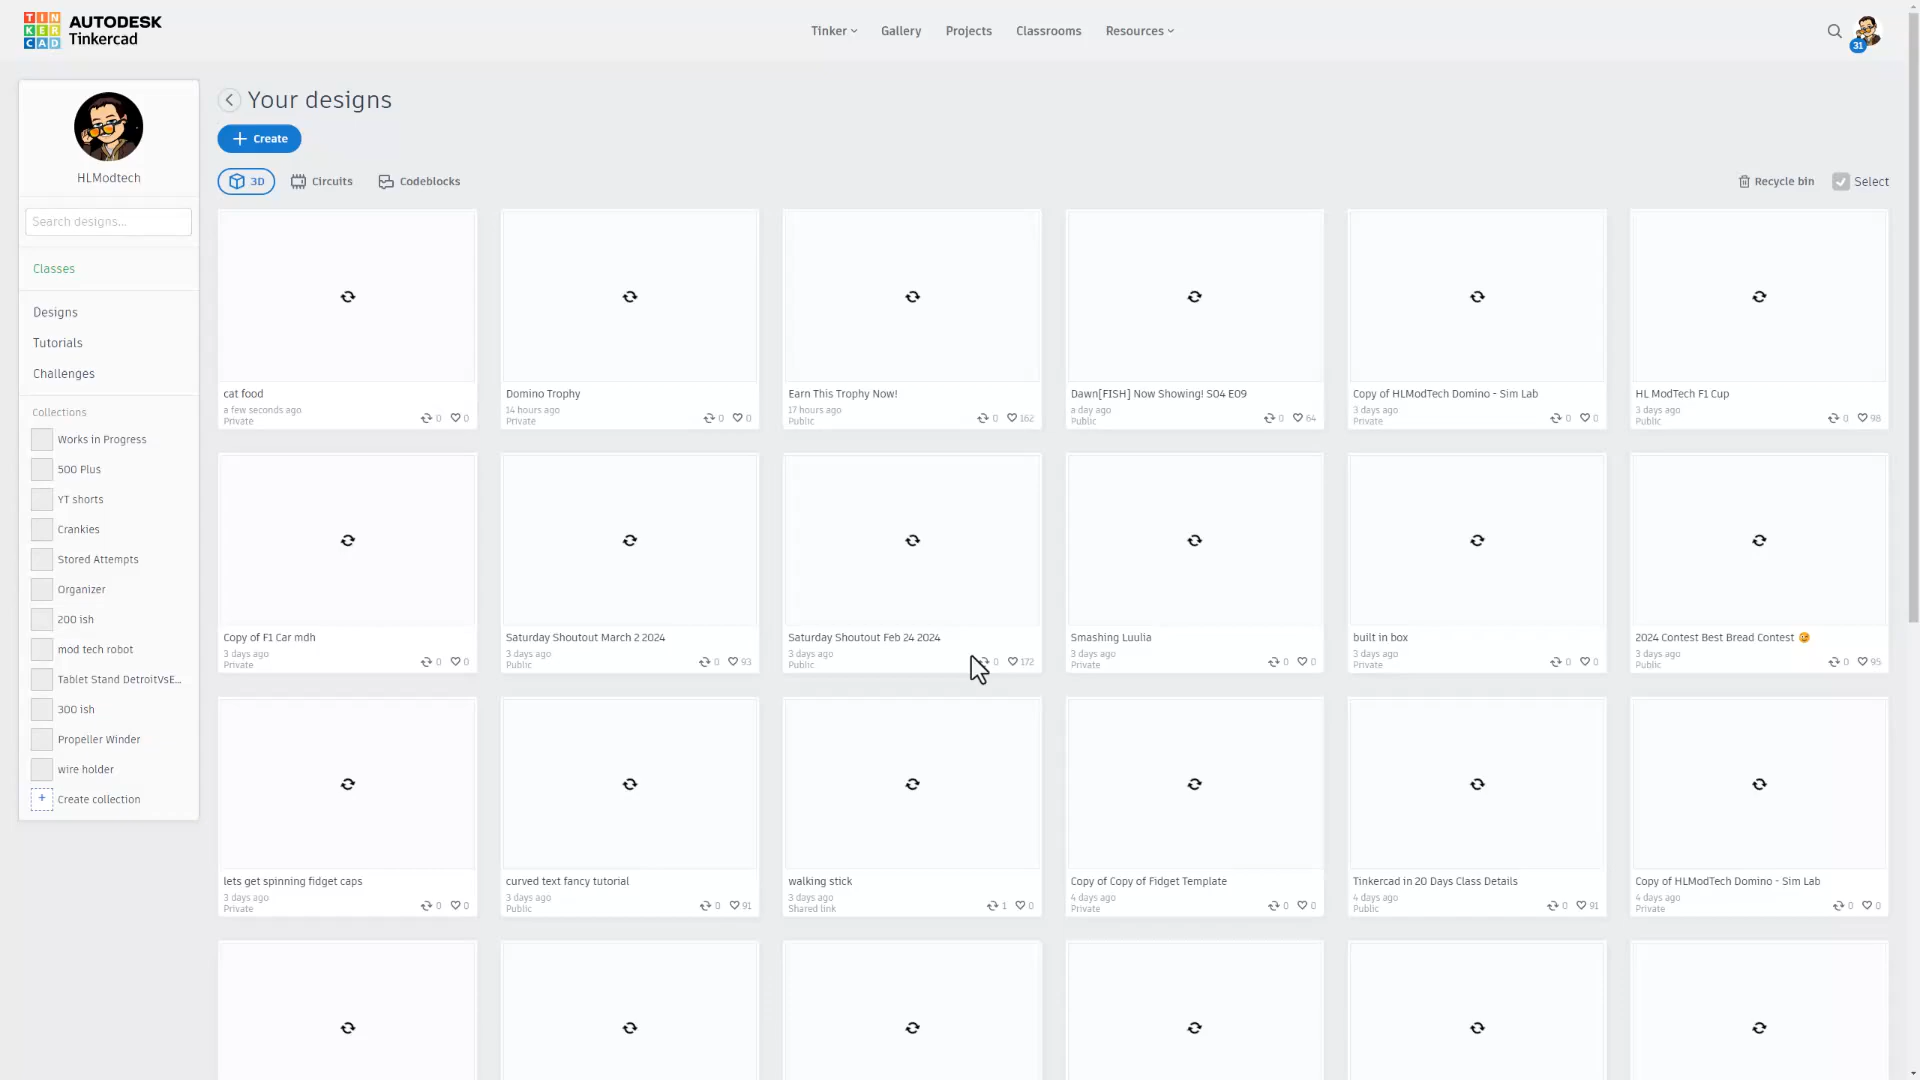 TIN
KER
CAD
AUTODESK
Tinkercad
Tinker
Gallery
Projects
Classrooms
Resources
31
HLModtech
Search designs...
Classes
Designs
Tutorials
Challenges
Collections
Works in Progress
500 Plus
YT shorts
Crankies
Stored Attempts
Organizer
200 ish
mod tech robot
Tablet Stand DetroitVsE...
300 ish
Propeller Winder
wire holder
+ Create collection
Your designs
+ Create
3D
Circuits
Codeblocks
Recycle bin
Select
cat food
a few seconds ago
Private
0 0
Domino Trophy
14 hours ago
Private
0 0
Earn This Trophy Now!
17 hours ago
Public
0 162
Dawn[FISH] Now Showing! S04 E09
a day ago
Public
0 64
Copy of HLModTech Domino - Sim Lab
3 days ago
Private
0 0
HL ModTech F1 Cup
3 days ago
Public
0 98
Copy of F1 Car mdh
3 days ago
Private
0 0
Saturday Shoutout March 2 2024
3 days ago
Public
0 93
Saturday Shoutout Feb 24 2024
3 days ago
Public
0 172
Smashing Luulia
3 days ago
Private
0 0
built in box
3 days ago
Private
0 0
2024 Contest Best Bread Contest 😉
3 days ago
Public
0 95
lets get spinning fidget caps
3 days ago
Private
0 0
curved text fancy tutorial
3 days ago
Public
0 91
walking stick
3 days ago
Shared link
1 0
Copy of Copy of Fidget Template
4 days ago
Private
0 0
Tinkercad in 20 Days Class Details
4 days ago
Public
0 91
Copy of HLModTech Domino - Sim Lab
4 days ago
Private
0 0